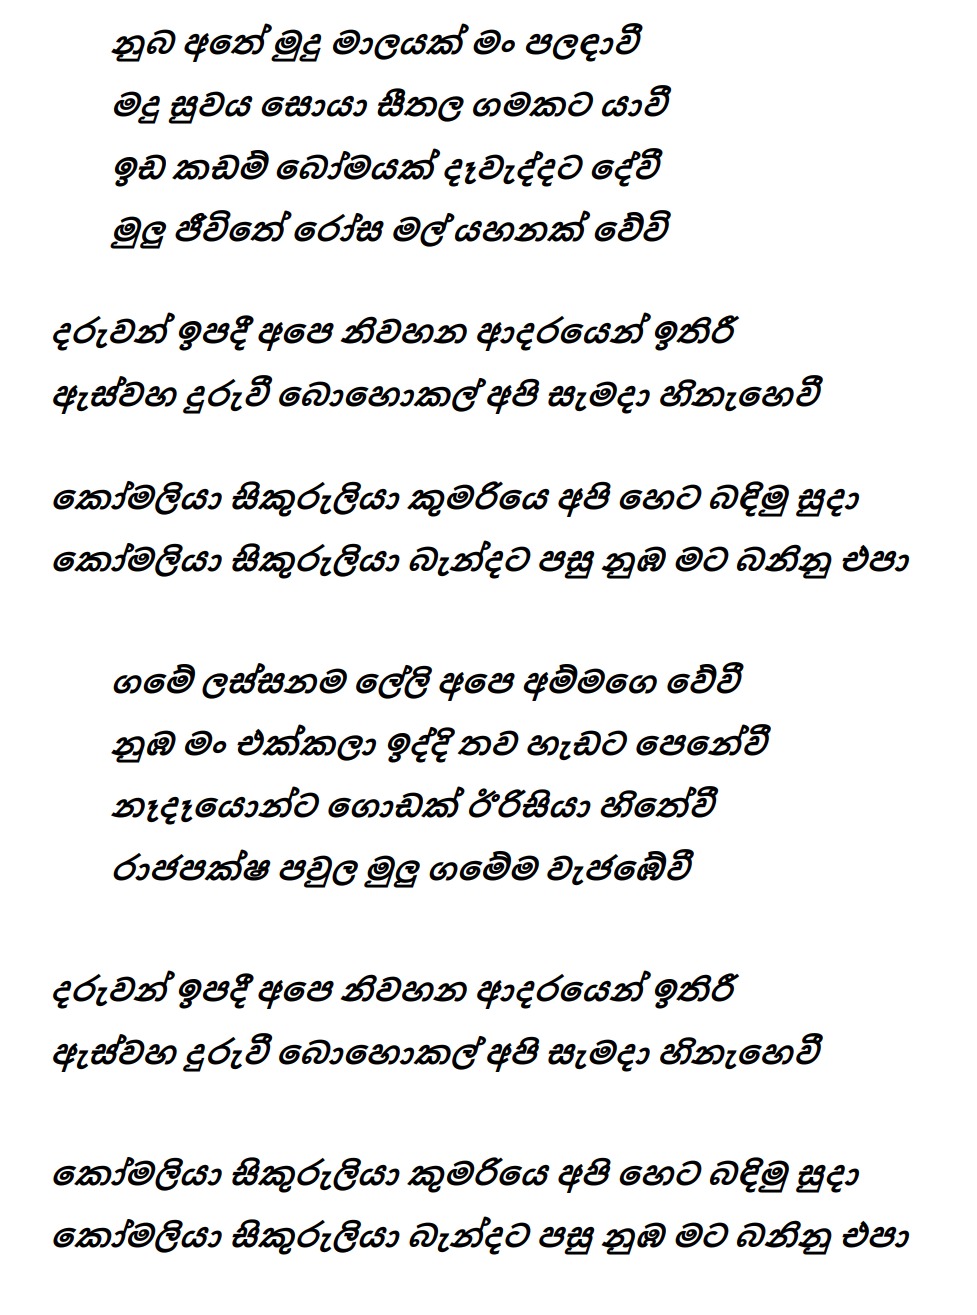 නුබ අතේ මුදු මාලයක් මං පලඳාවී
මදු සුවය සොයා සීතල ගමකට යාවී
ඉඩ කඩම් බෝමයක් දෑවැද්දට දේවී
මුලු ජීවිතේ රෝස මල් යහනක් වේවි
දරුවන් ඉපදී අපෙ නිවහන ආදරයෙන් ඉතිරී
ඇස්වහ දුරුවී බොහොකල් අපි සැමදා හිනැහෙවී
කෝමලියා සිකුරුලියා කුමරියෙ අපි හෙට බඳිමු සුදා
කෝමලියා සිකුරුලියා බැන්දට පසු නුඹ මට බනිනු එපා
ගමේ ලස්සනම ලේලි අපෙ අම්මගෙ වේවී
නුඹ මං එක්කලා ඉද්දි තව හැඩට පෙනේවී
නෑදෑයොන්ට ගොඩක් ඊරිසියා හිතේවී
රාජපක්ෂ පවුල මුලු ගමේම වැජඹේවී
දරුවන් ඉපදී අපෙ නිවහන ආදරයෙන් ඉතිරී
ඇස්වහ දුරුවී බොහොකල් අපි සැමදා හිනැහෙවී
කෝමලියා සිකුරුලියා කුමරියෙ අපි හෙට බඳිමු සුදා
කෝමලියා සිකුරුලියා බැන්දට පසු නුඹ මට බනිනු එපා